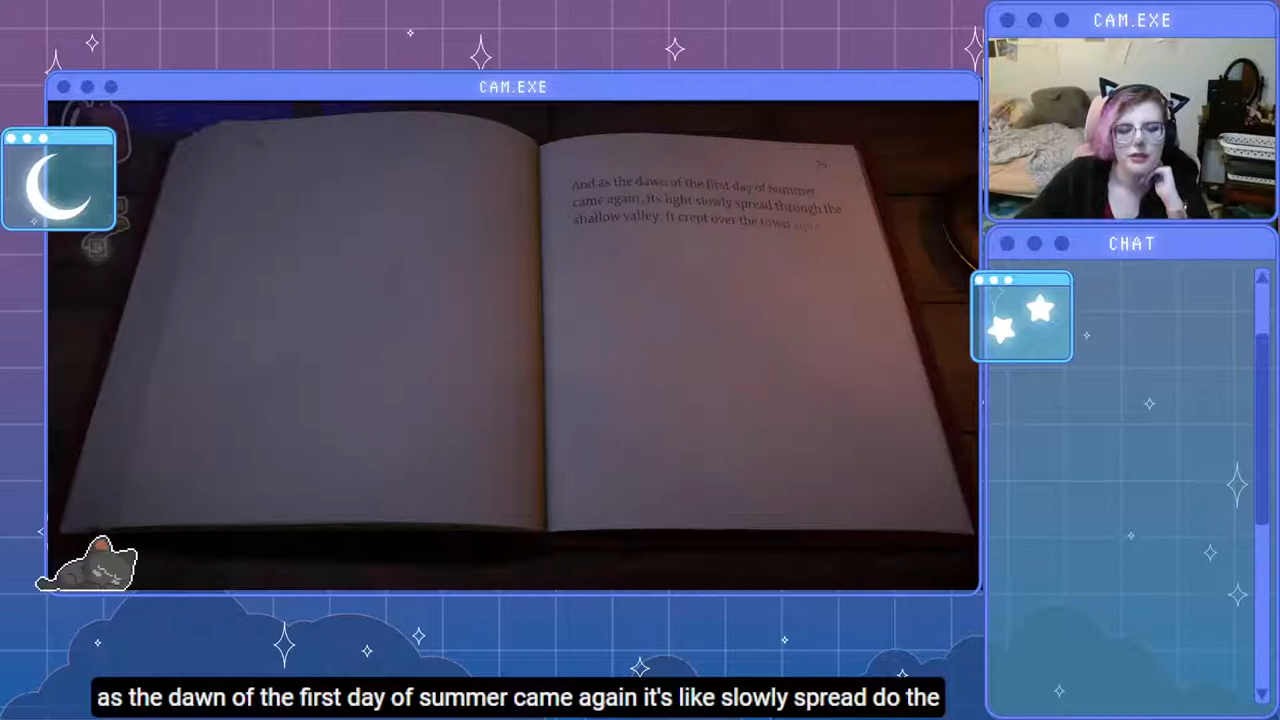 CAM.EXE
CAM.EXE
And as the dawn of the first day of Summer
came again, its light slowly spread through the
shallow valley. It crept over the town
CHAT
as the dawn of the first day of summer came again it's like slowly spread do the